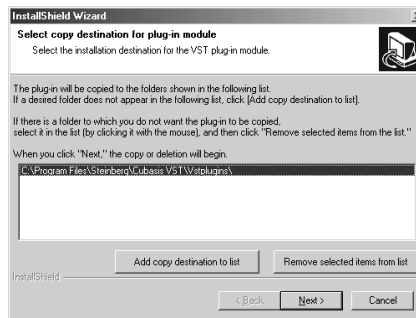 InstallShield Wizard
Select copy destination for plug-in module
Select the installation destination for the VST plug-in module.
The plug-in will be copied to the folders shown in the following list.
If a desired folder does not appear in the following list, click [Add copy destination to list].
If there is a folder to which you do not want the plug-in to be copied,
select it in the list (by clicking it with the mouse), and then click "Remove selected items from the list."
When you click "Next," the copy or deletion will begin.
C:\Program Files\Steinberg\Cubasis VST\Vstplugins\
Add copy destination to list
Remove selected items from list
InstallShield
< Back
Next >
Cancel